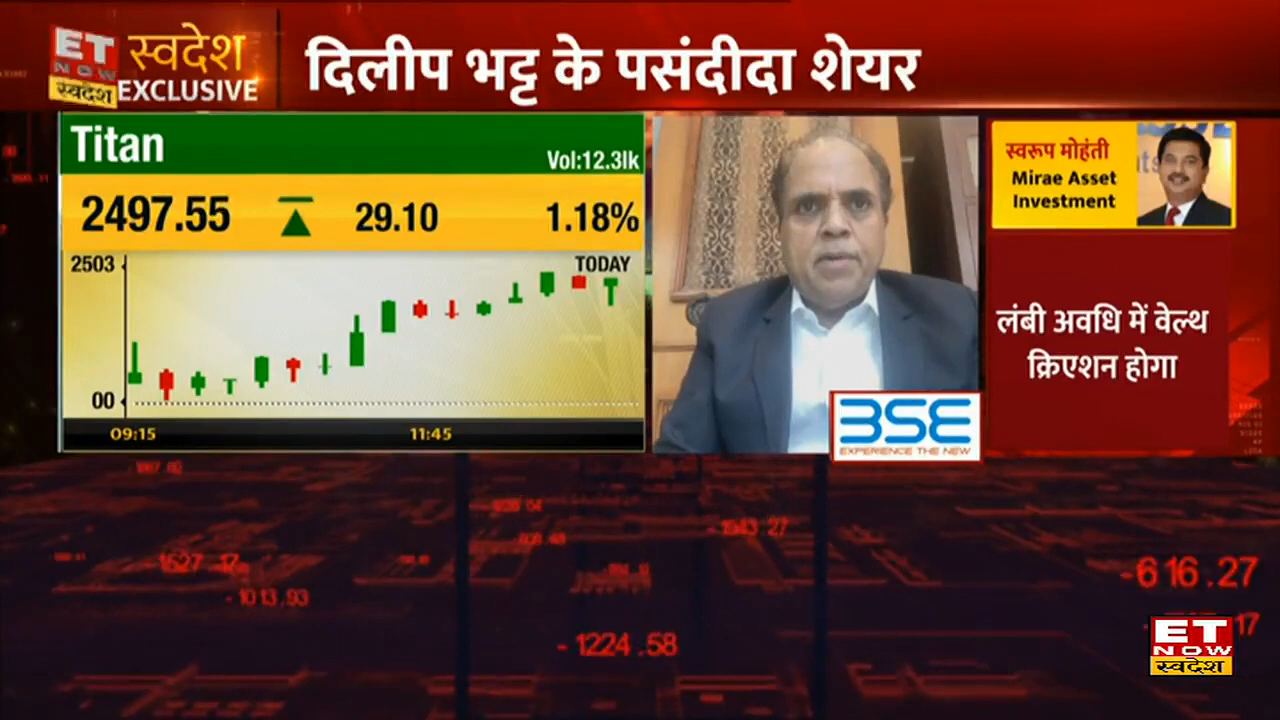 ET
NOW
स्वदेश
स्वदेश
EXCLUSIVE
दिलीप भट्ट के पसंदीदा शेयर
Titan
Vol:12.3lk
2497.55
29.10
1.18%
2503
TODAY
00
09:15
11:45
BSE
EXPERIENCE THE NEW
स्वरूप मोहंती
Mirae Asset
Investment
लंबी अवधि में वेल्थ
क्रिएशन होगा
-1943.27
-1013.93
-1224.58
-616.27
ET
NOW
स्वदेश